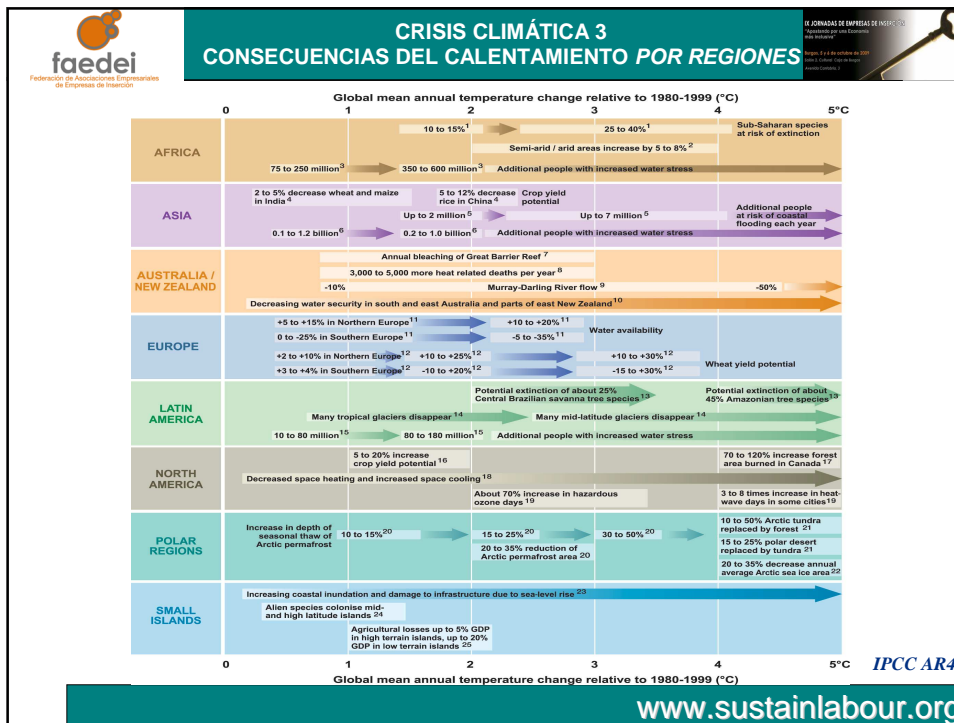 faedei
Federación de Asociaciones Empresariales
de Empresas de Inserción
CRISIS CLIMÁTICA 3
CONSECUENCIAS DEL CALENTAMIENTO POR REGIONES
IX JORNADAS DE EMPRESAS DE INSERCIÓN
"Apostando por una Economía
más Inclusiva"
Global mean annual temperature change relative to 1980-1999 (°C)
0 1 2 3 4 5°C
AFRICA
10 to 15%1 25 to 40%1 Sub-Saharan species
at risk of extinction
Semi-arid / arid areas increase by 5 to 8%2
75 to 250 million3 350 to 600 million3 Additional people with increased water stress
ASIA
2 to 5% decrease wheat and maize
in India4
5 to 12% decrease
rice in China4
Crop yield
potential
Up to 2 million5 Up to 7 million5 Additional people
at risk of coastal
flooding each year
0.1 to 1.2 billion6 0.2 to 1.0 billion6 Additional people with increased water stress
AUSTRALIA /
NEW ZEALAND
Annual bleaching of Great Barrier Reef7
3,000 to 5,000 more heat related deaths per year8
-10% Murray-Darling River flow9 -50%
Decreasing water security in south and east Australia and parts of east New Zealand10
EUROPE
+5 to +15% in Northern Europe11 +10 to +20%11
0 to -25% in Southern Europe11 -5 to -35%11
Water availability
+2 to +10% in Northern Europe12 +10 to +25%12 +10 to +30%12
+3 to +4% in Southern Europe12 -10 to +20%12 -15 to +30%12
Wheat yield potential
LATIN
AMERICA
Potential extinction of about 25%
Central Brazilian savanna tree species13
Potential extinction of about
45% Amazonian tree species13
Many tropical glaciers disappear14 Many mid-latitude glaciers disappear14
10 to 80 million15 80 to 180 million15 Additional people with increased water stress
NORTH
AMERICA
5 to 20% increase
crop yield potential16
70 to 120% increase forest
area burned in Canada17
Decreased space heating and increased space cooling18
About 70% increase in hazardous
ozone days19
3 to 8 times increase in heat-
wave days in some cities19
POLAR
REGIONS
Increase in depth of
seasonal thaw of
Arctic permafrost
10 to 15%20 15 to 25%20 30 to 50%20
20 to 35% reduction of
Arctic permafrost area20
10 to 50% Arctic tundra
replaced by forest21
15 to 25% polar desert
replaced by tundra21
20 to 35% decrease annual
average Arctic sea ice area22
SMALL
ISLANDS
Increasing coastal inundation and damage to infrastructure due to sea-level rise23
Alien species colonise mid-
and high latitude islands24
Agricultural losses up to 5% GDP
in high terrain islands, up to 20%
GDP in low terrain islands25
0 1 2 3 4 5°C
Global mean annual temperature change relative to 1980-1999 (°C)
IPCC AR4
www.sustainlabour.org